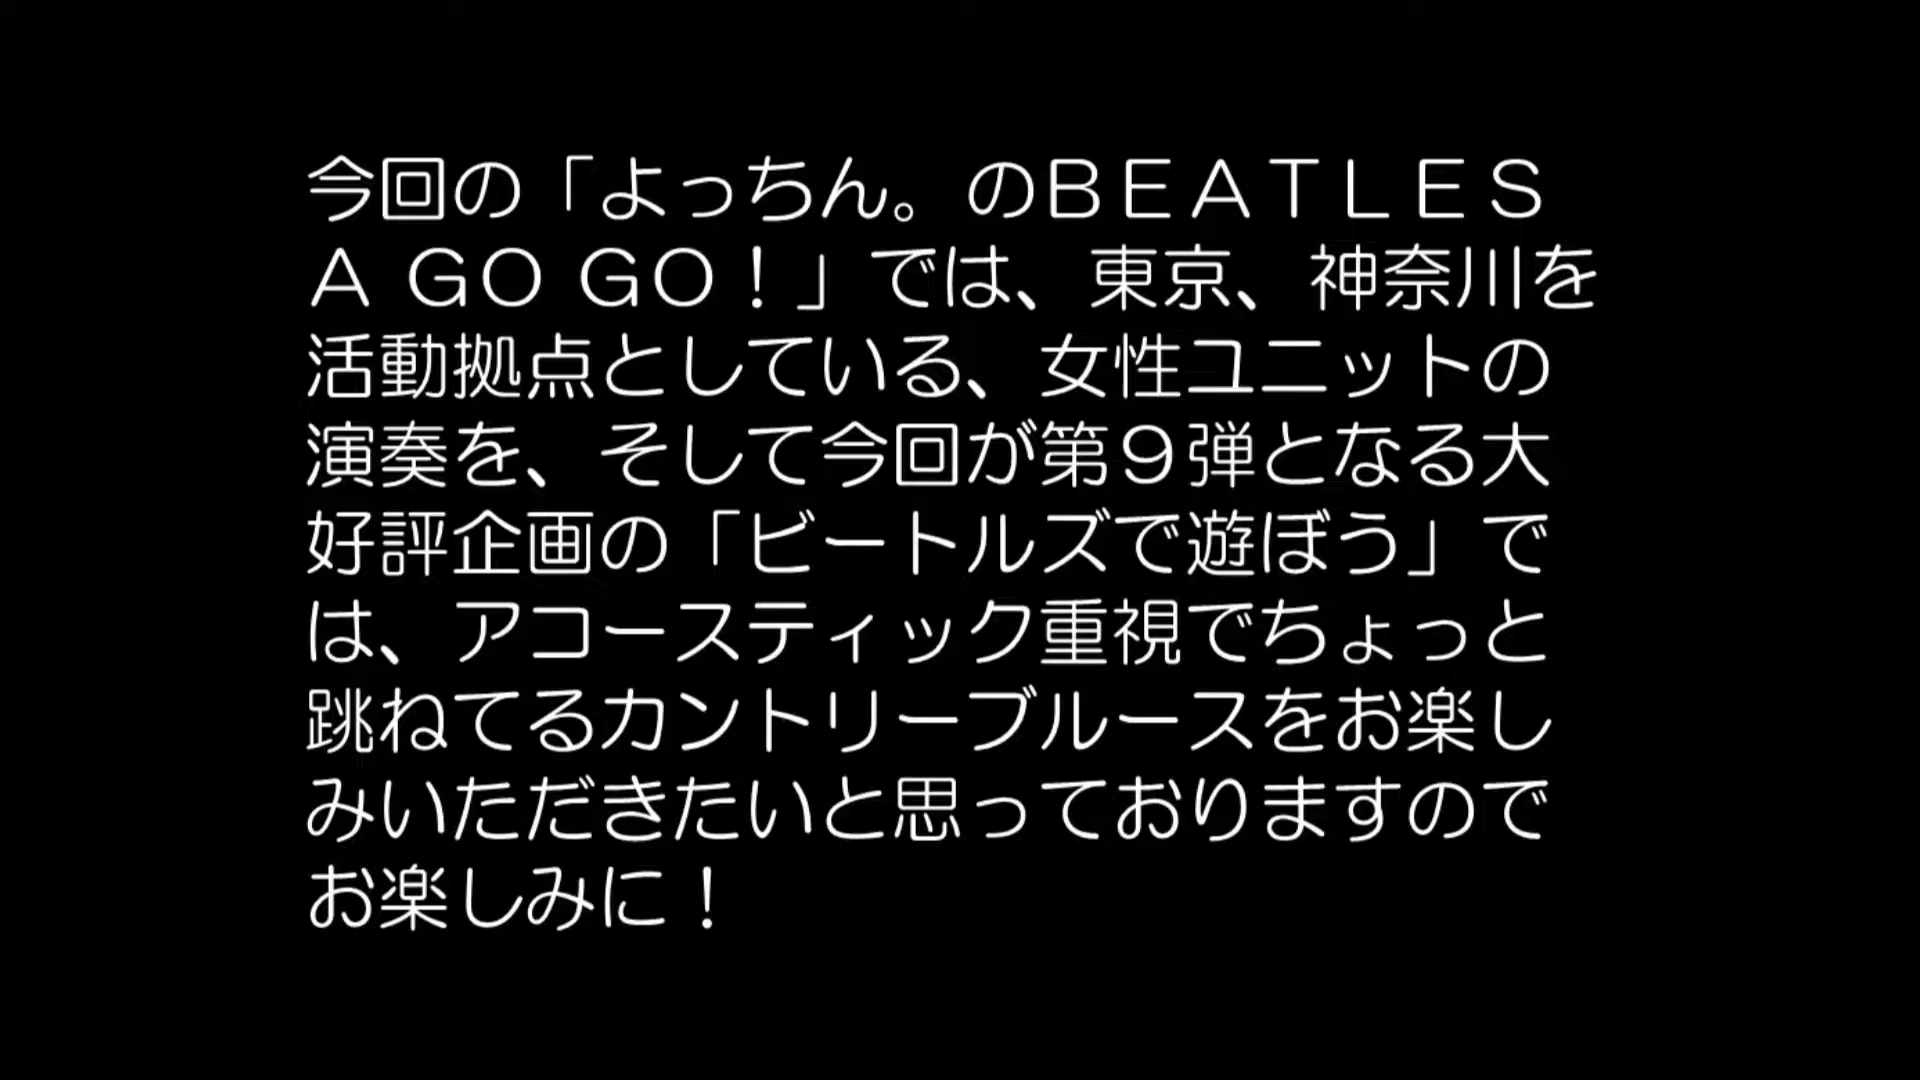 今回の「よっちん。のＢＥＡＴＬＥＳ
Ａ ＧＯ ＧＯ！」では、東京、神奈川を
活動拠点としている、女性ユニットの
演奏を、そして今回が第９弾となる大
好評企画の「ビートルズで遊ぼう」で
は、アコースティック重視でちょっと
跳ねてるカントリーブルースをお楽し
みいただきたいと思っておりますので
お楽しみに！